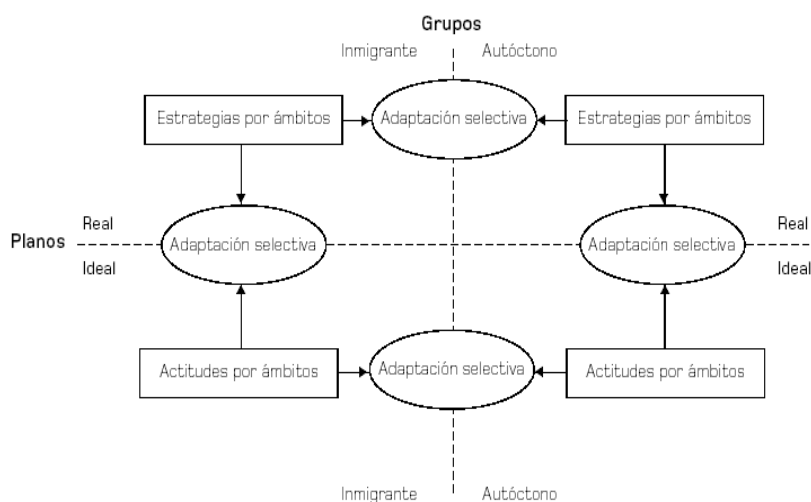 Grupos
Inmigrante Autóctono
Estrategias por ámbitos
Adaptación selectiva
Estrategias por ámbitos
Real
Real
Planos
Adaptación selectiva
Adaptación selectiva
Ideal
Ideal
Actitudes por ámbitos
Adaptación selectiva
Actitudes por ámbitos
Inmigrante Autóctono